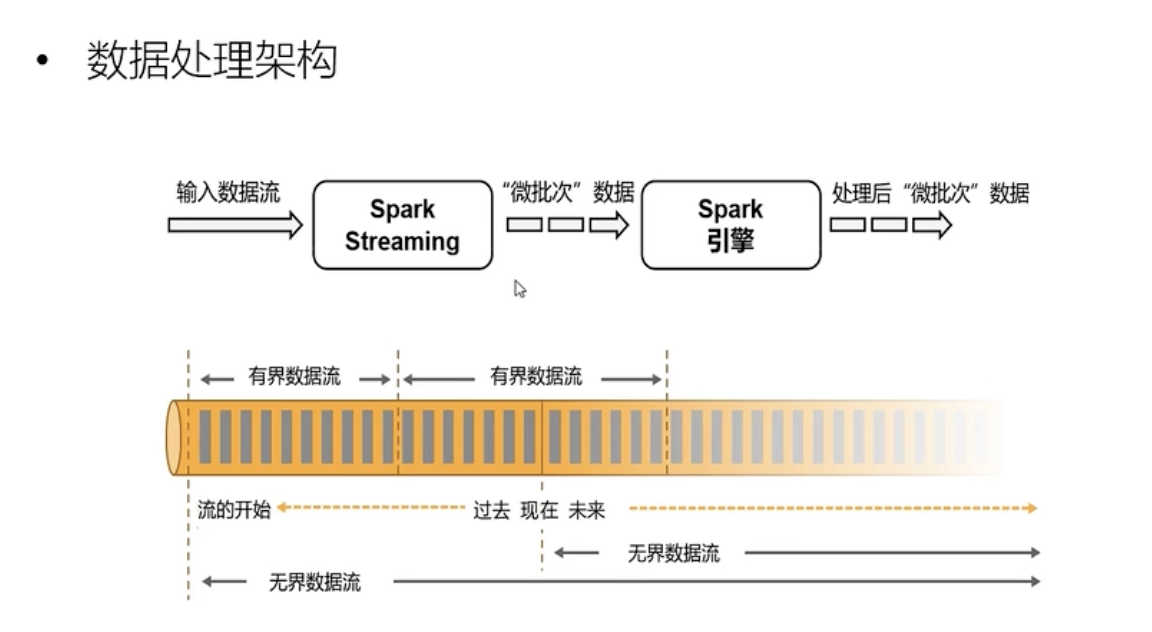 • 数据处理架构
输入数据流
Spark
Streaming
“微批次” 数据
Spark
引擎
处理后 “微批次” 数据
有界数据流
有界数据流
流的开始
过去 现在 未来
无界数据流
无界数据流